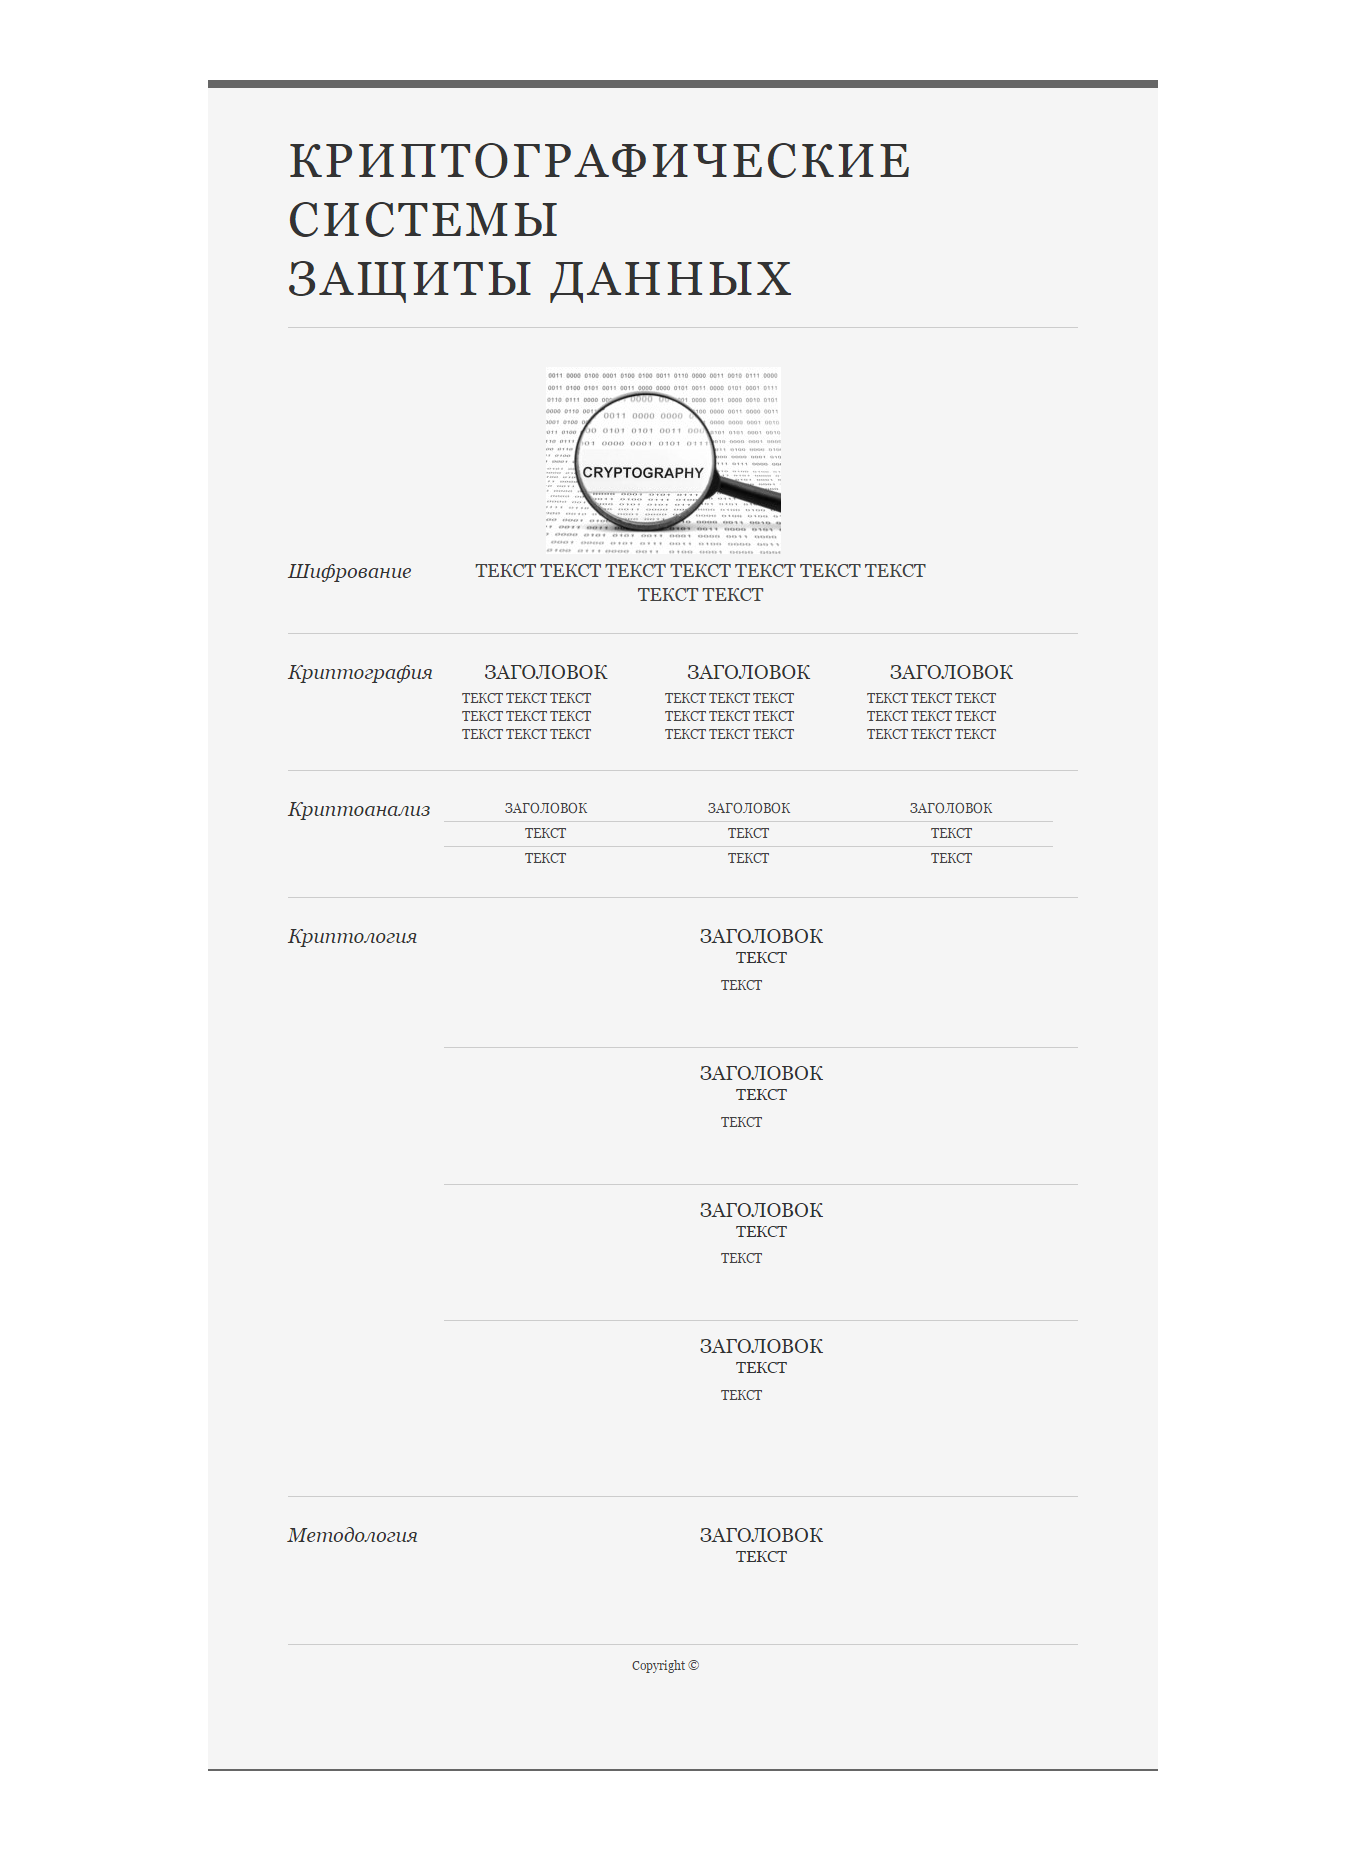 КРИПТОГРАФИЧЕСКИЕ
СИСТЕМЫ
ЗАЩИТЫ ДАННЫХ
CRYPTOGRAPHY
Шифрование
ТЕКСТ ТЕКСТ ТЕКСТ ТЕКСТ ТЕКСТ ТЕКСТ ТЕКСТ
ТЕКСТ ТЕКСТ
Криптография
ЗАГОЛОВОК ЗАГОЛОВОК ЗАГОЛОВОК
ТЕКСТ ТЕКСТ ТЕКСТ ТЕКСТ ТЕКСТ ТЕКСТ ТЕКСТ ТЕКСТ ТЕКСТ
ТЕКСТ ТЕКСТ ТЕКСТ ТЕКСТ ТЕКСТ ТЕКСТ ТЕКСТ ТЕКСТ ТЕКСТ
ТЕКСТ ТЕКСТ ТЕКСТ ТЕКСТ ТЕКСТ ТЕКСТ ТЕКСТ ТЕКСТ ТЕКСТ
Криптоанализ
ЗАГОЛОВОК ЗАГОЛОВОК ЗАГОЛОВОК
ТЕКСТ ТЕКСТ ТЕКСТ
ТЕКСТ ТЕКСТ ТЕКСТ
Криптология
ЗАГОЛОВОК
ТЕКСТ
ТЕКСТ
ЗАГОЛОВОК
ТЕКСТ
ТЕКСТ
ЗАГОЛОВОК
ТЕКСТ
ТЕКСТ
ЗАГОЛОВОК
ТЕКСТ
ТЕКСТ
Методология
ЗАГОЛОВОК
ТЕКСТ
Copyright ©